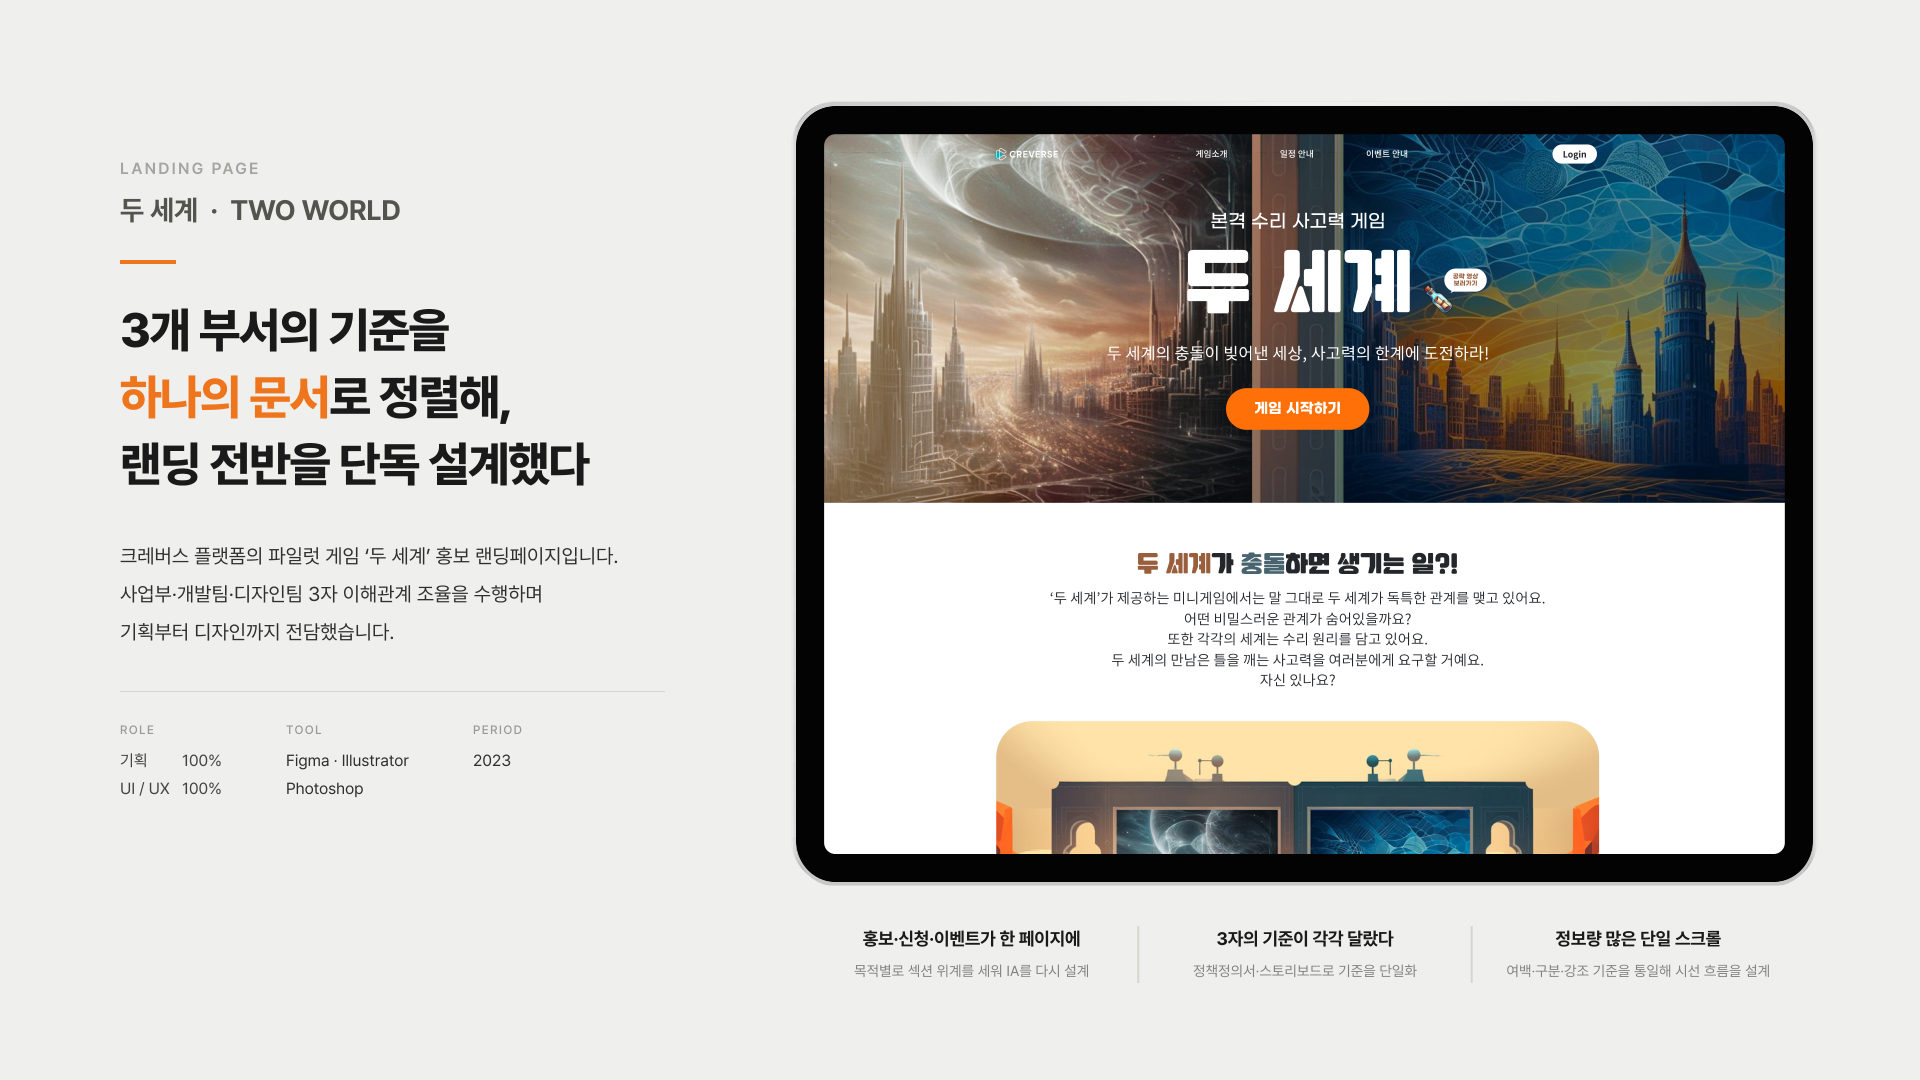 LANDING PAGE
두 세계 · TWO WORLD
3개 부서의 기준을
하나의 문서로 정렬해,
랜딩 전반을 단독 설계했다
크레버스 플랫폼의 파일럿 게임 ‘두 세계’ 홍보 랜딩페이지입니다.
사업부·개발팀·디자인팀 3자 이해관계 조율을 수행하며
기획부터 디자인까지 전담했습니다.
ROLE
기획 100%
UI / UX 100%
TOOL
Figma · Illustrator
Photoshop
PERIOD
2023
CREVERSE
게임소개
일정 안내
이벤트 안내
Login
본격 수리 사고력 게임
두 세계
공략 영상
보러가기
두 세계의 충돌이 빚어낸 세상, 사고력의 한계에 도전하라!
게임 시작하기
두 세계가 충돌하면 생기는 일?!
‘두 세계’가 제공하는 미니게임에서는 말 그대로 두 세계가 독특한 관계를 맺고 있어요.
어떤 비밀스러운 관계가 숨어있을까요?
또한 각각의 세계는 수리 원리를 담고 있어요.
두 세계의 만남은 틀을 깨는 사고력을 여러분에게 요구할 거예요.
자신 있나요?
홍보·신청·이벤트가 한 페이지에
목적별로 섹션 위계를 세워 IA를 다시 설계
3자의 기준이 각각 달랐다
정책정의서·스토리보드로 기준을 단일화
정보량 많은 단일 스크롤
여백·구분·강조 기준을 통일해 시선 흐름을 설계